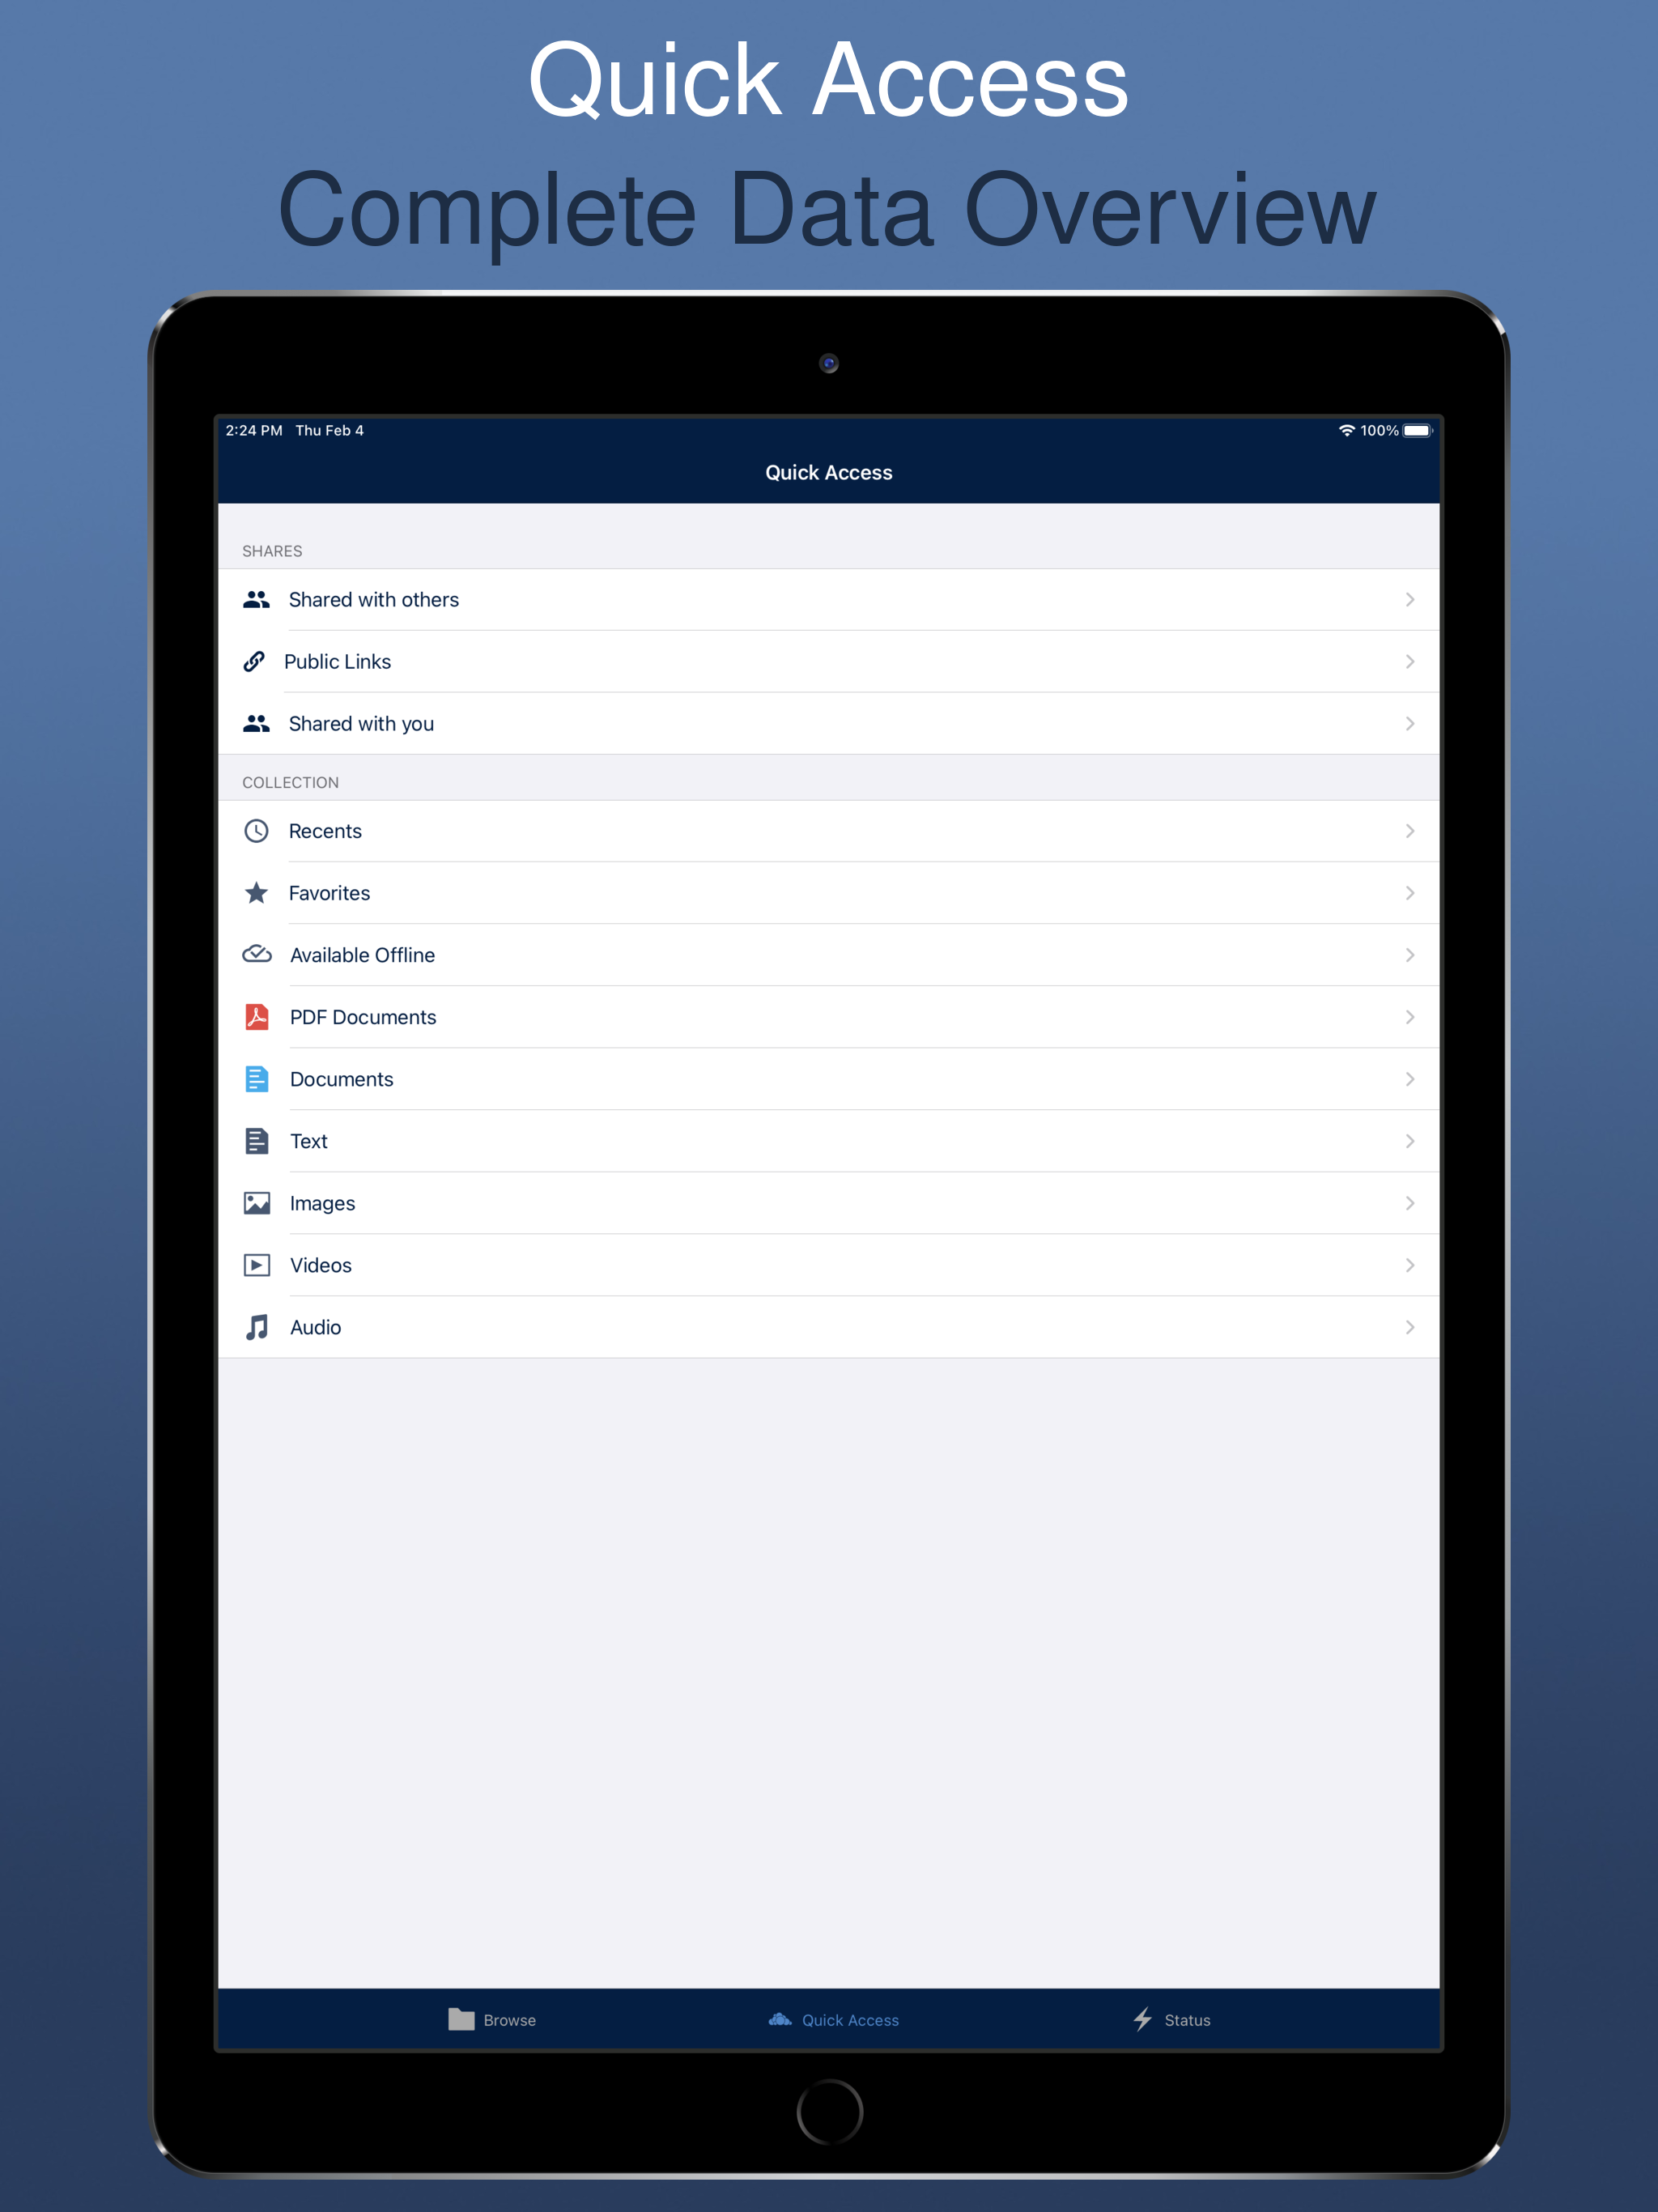 Quick Access
Complete Data Overview
2:24 PM Thu Feb 4 100%
Quick Access
SHARES
Shared with others
Public Links
Shared with you
COLLECTION
Recents
Favorites
Available Offline
PDF Documents
Documents
Text
Images
Videos
Audio
Browse Quick Access Status